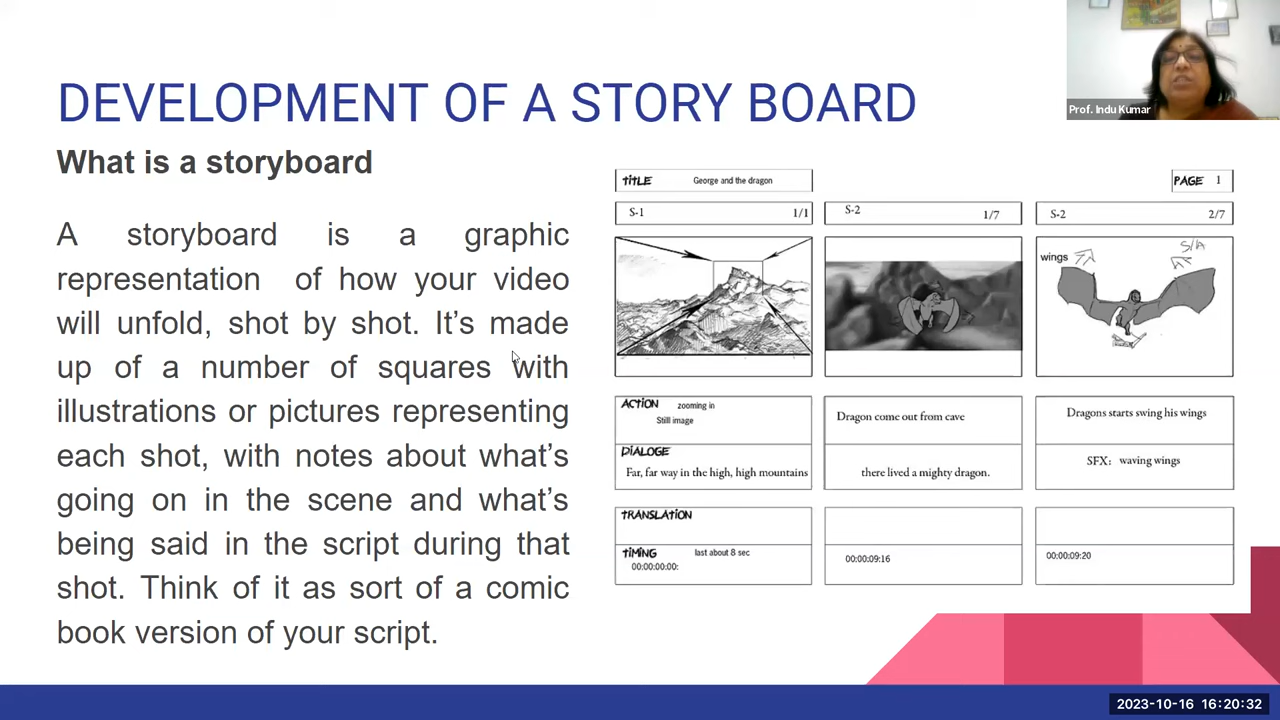 DEVELOPMENT OF A STORY BOARD
Prof. Indu Kumar
What is a storyboard
A storyboard is a graphic
representation of how your video
will unfold, shot by shot. It’s made
up of a number of squares with
illustrations or pictures representing
each shot, with notes about what’s
going on in the scene and what’s
being said in the script during that
shot. Think of it as sort of a comic
book version of your script.
TITLE George and the dragon
PAGE 1
S-1 1/1
S-2 1/7
S-2 2/7
wings
S/A
ACTION zooming in
Still image
Dragon come out from cave
Dragons starts swing his wings
DIALOGE
Far, far way in the high, high mountains
there lived a mighty dragon.
SFX: waving wings
TRANSLATION
TIMING last about 8 sec
00:00:00:00:
00:00:09:16
00:00:09:20
2023-10-16 16:20:32